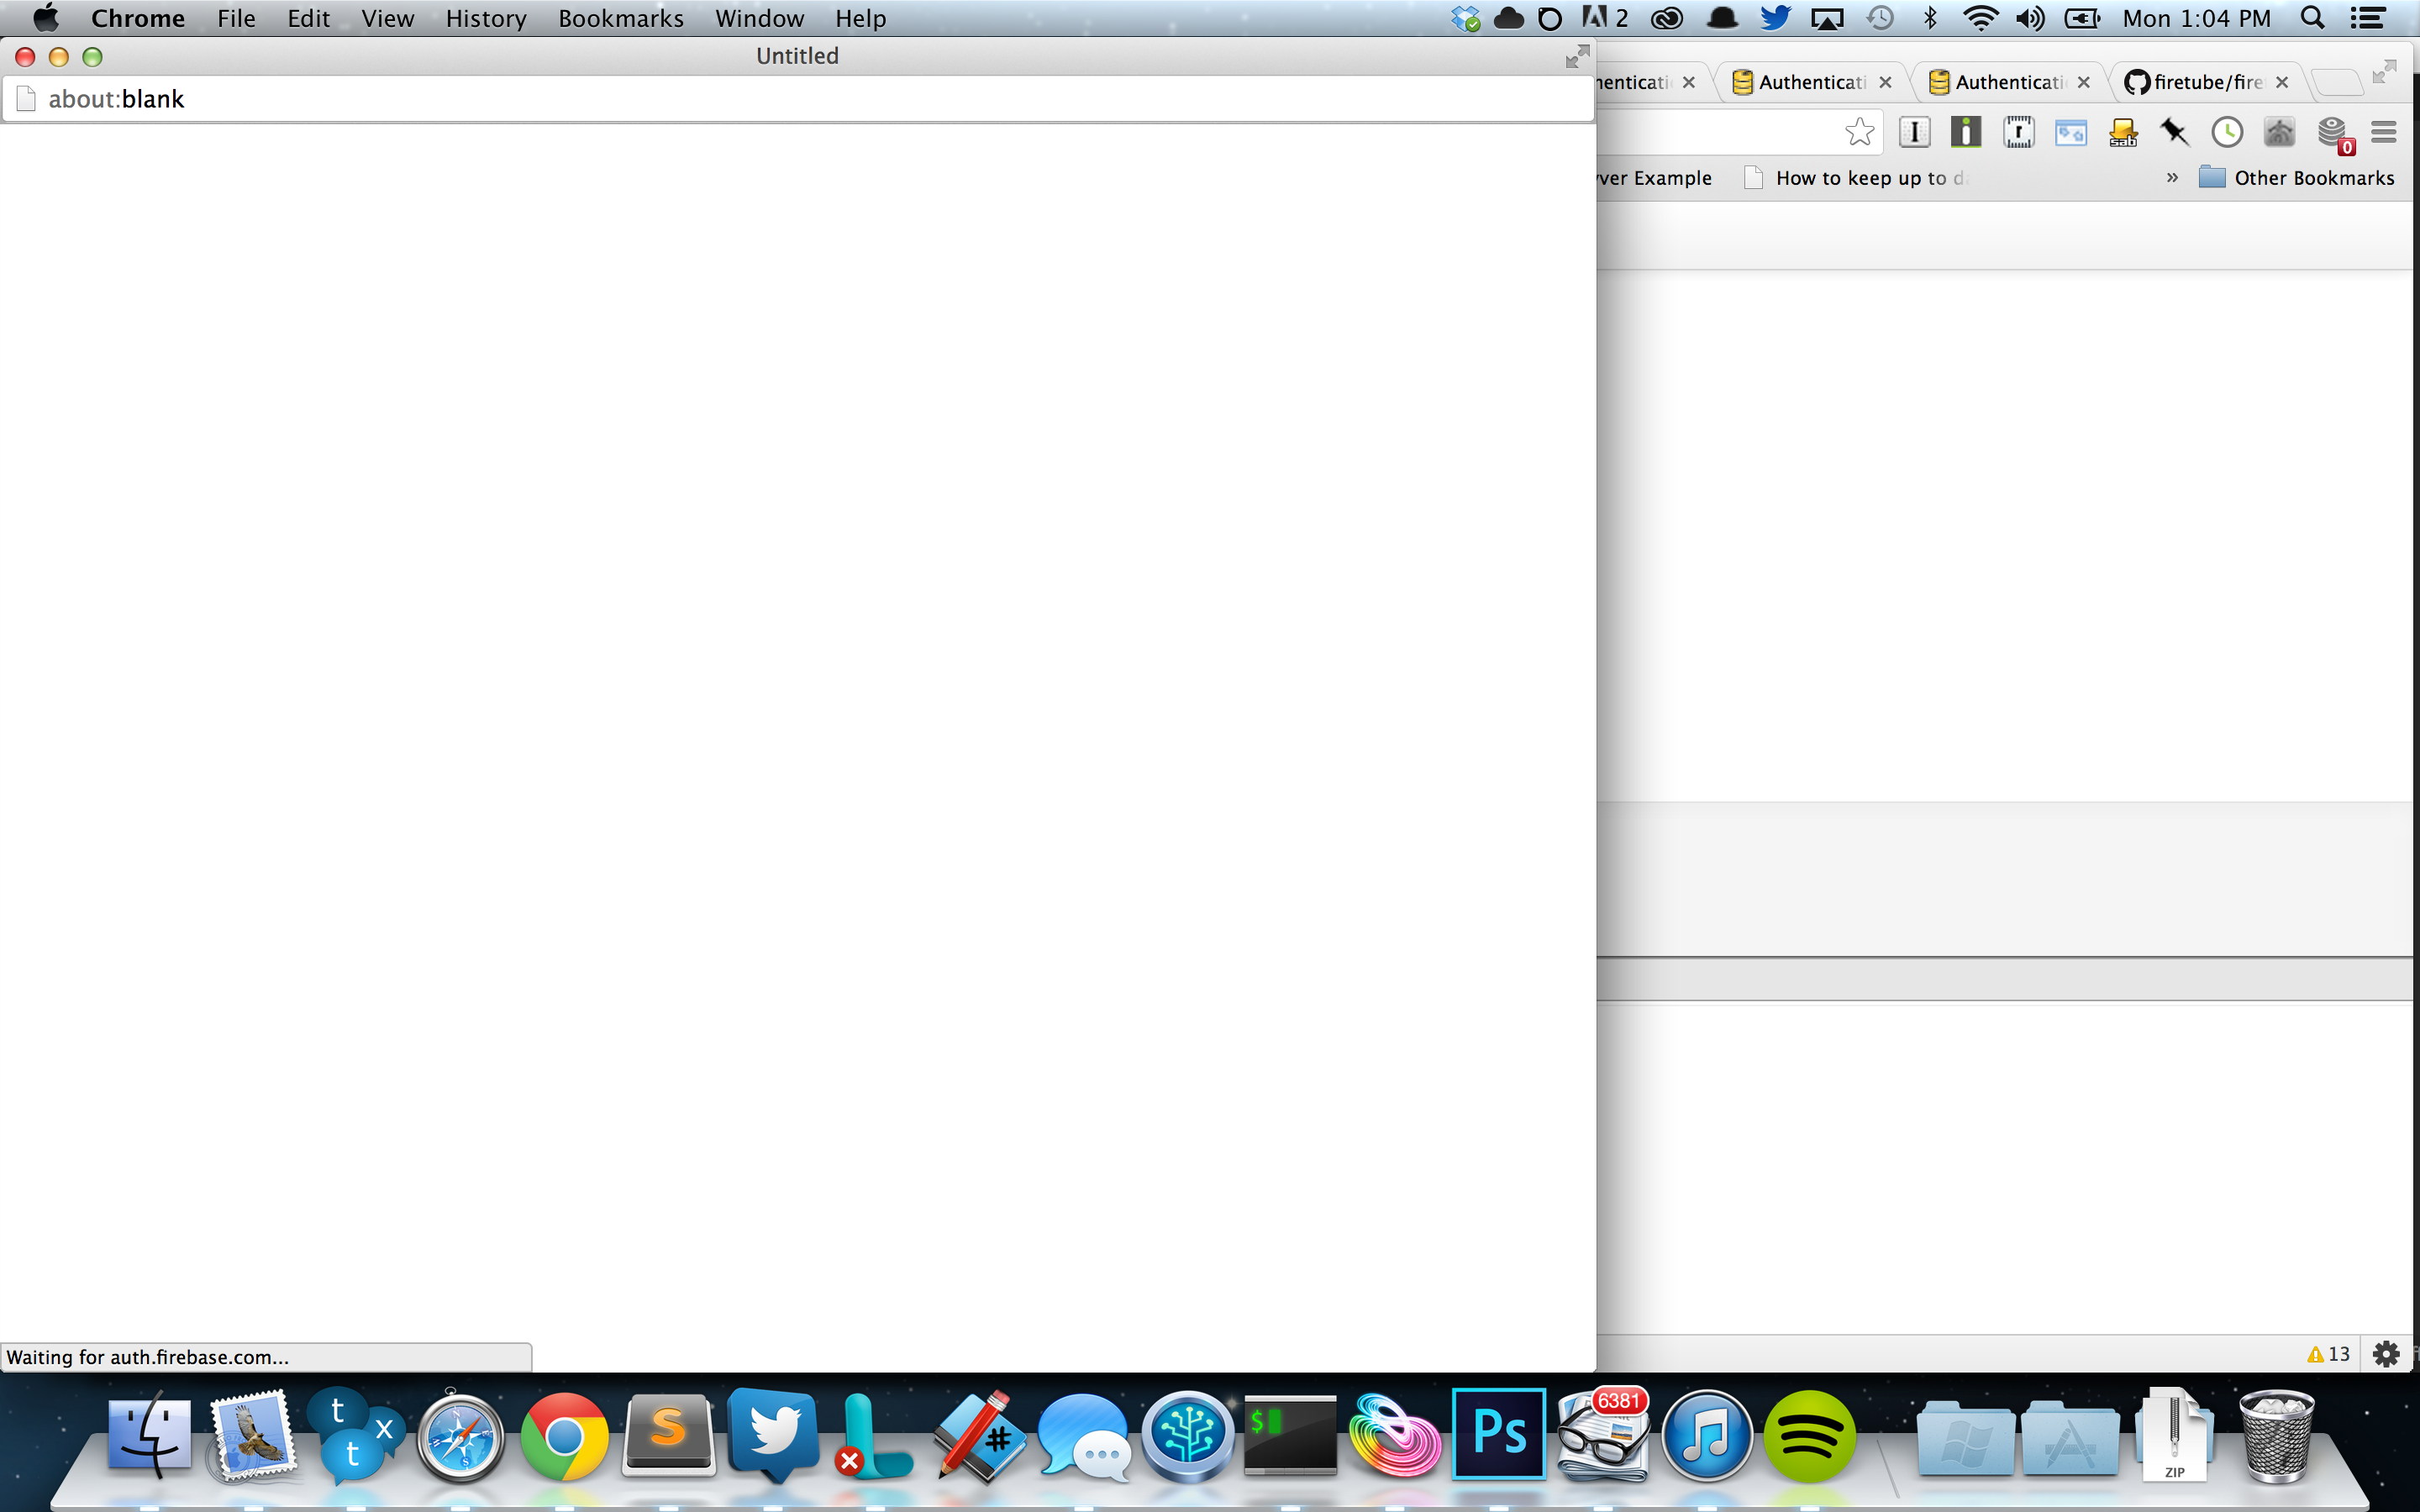 Chrome File Edit View History Bookmarks Window Help 2 Mon 1:04 PM
Untitled
about:blank
Authenticati Authenticati firetube/fire
0
ver Example How to keep up to d » Other Bookmarks
Waiting for auth.firebase.com...
13
6381
t x t
S
#
$
Ps
ZIP